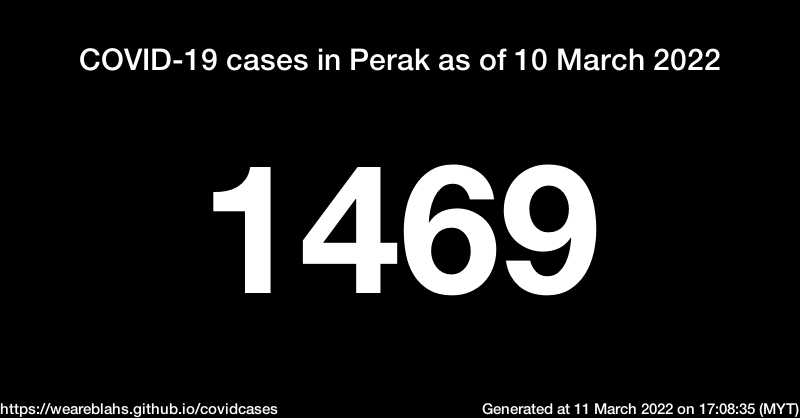 COVID-19 cases in Perak as of 10 March 2022
1469
https://weareblahs.github.io/covidcases
Generated at 11 March 2022 on 17:08:35 (MYT)